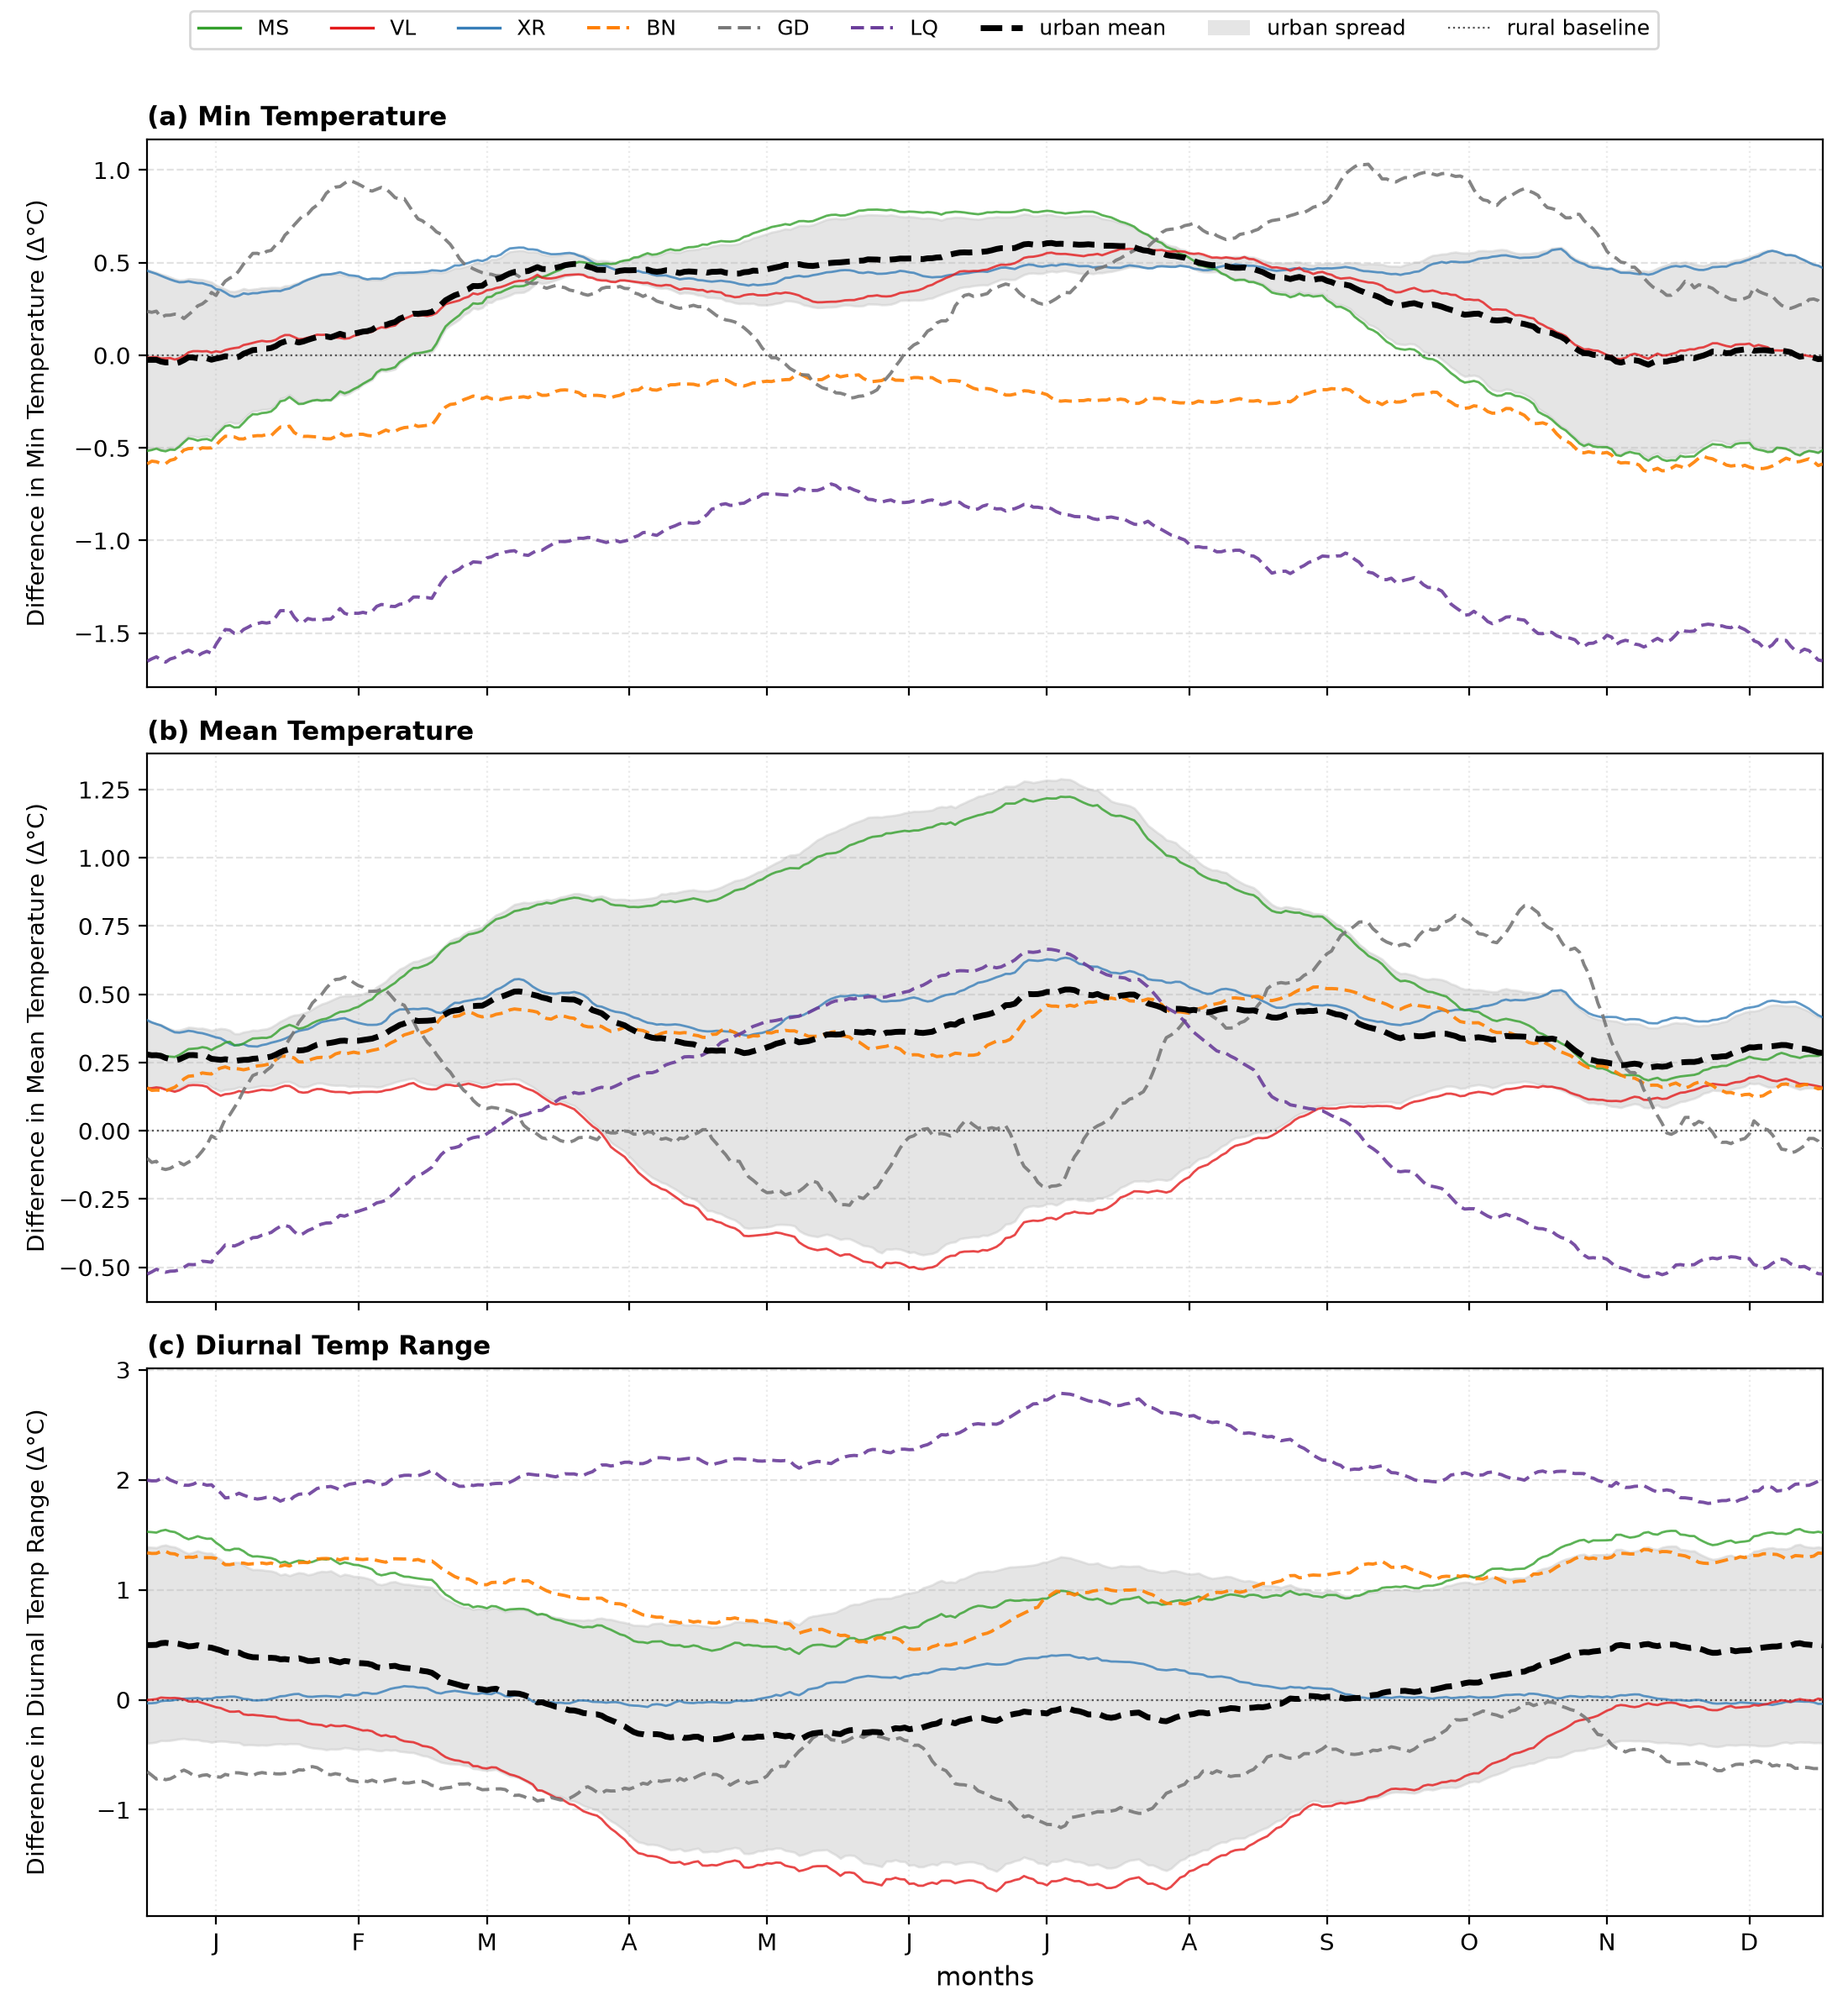 MS VL XR BN GD LQ urban mean urban spread rural baseline
(a) Min Temperature
Difference in Min Temperature (Δ°C)
1.0
0.5
0.0
−0.5
−1.0
−1.5
(b) Mean Temperature
Difference in Mean Temperature (Δ°C)
1.25
1.00
0.75
0.50
0.25
0.00
−0.25
−0.50
(c) Diurnal Temp Range
Difference in Diurnal Temp Range (Δ°C)
3
2
1
0
−1
J F M A M J J A S O N D
months